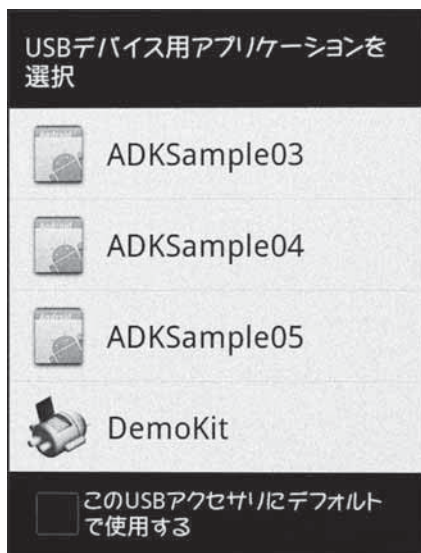 USBデバイス用アプリケーションを
選択
ADKSample03
ADKSample04
ADKSample05
DemoKit
このUSBアクセサリにデフォルト
で使用する